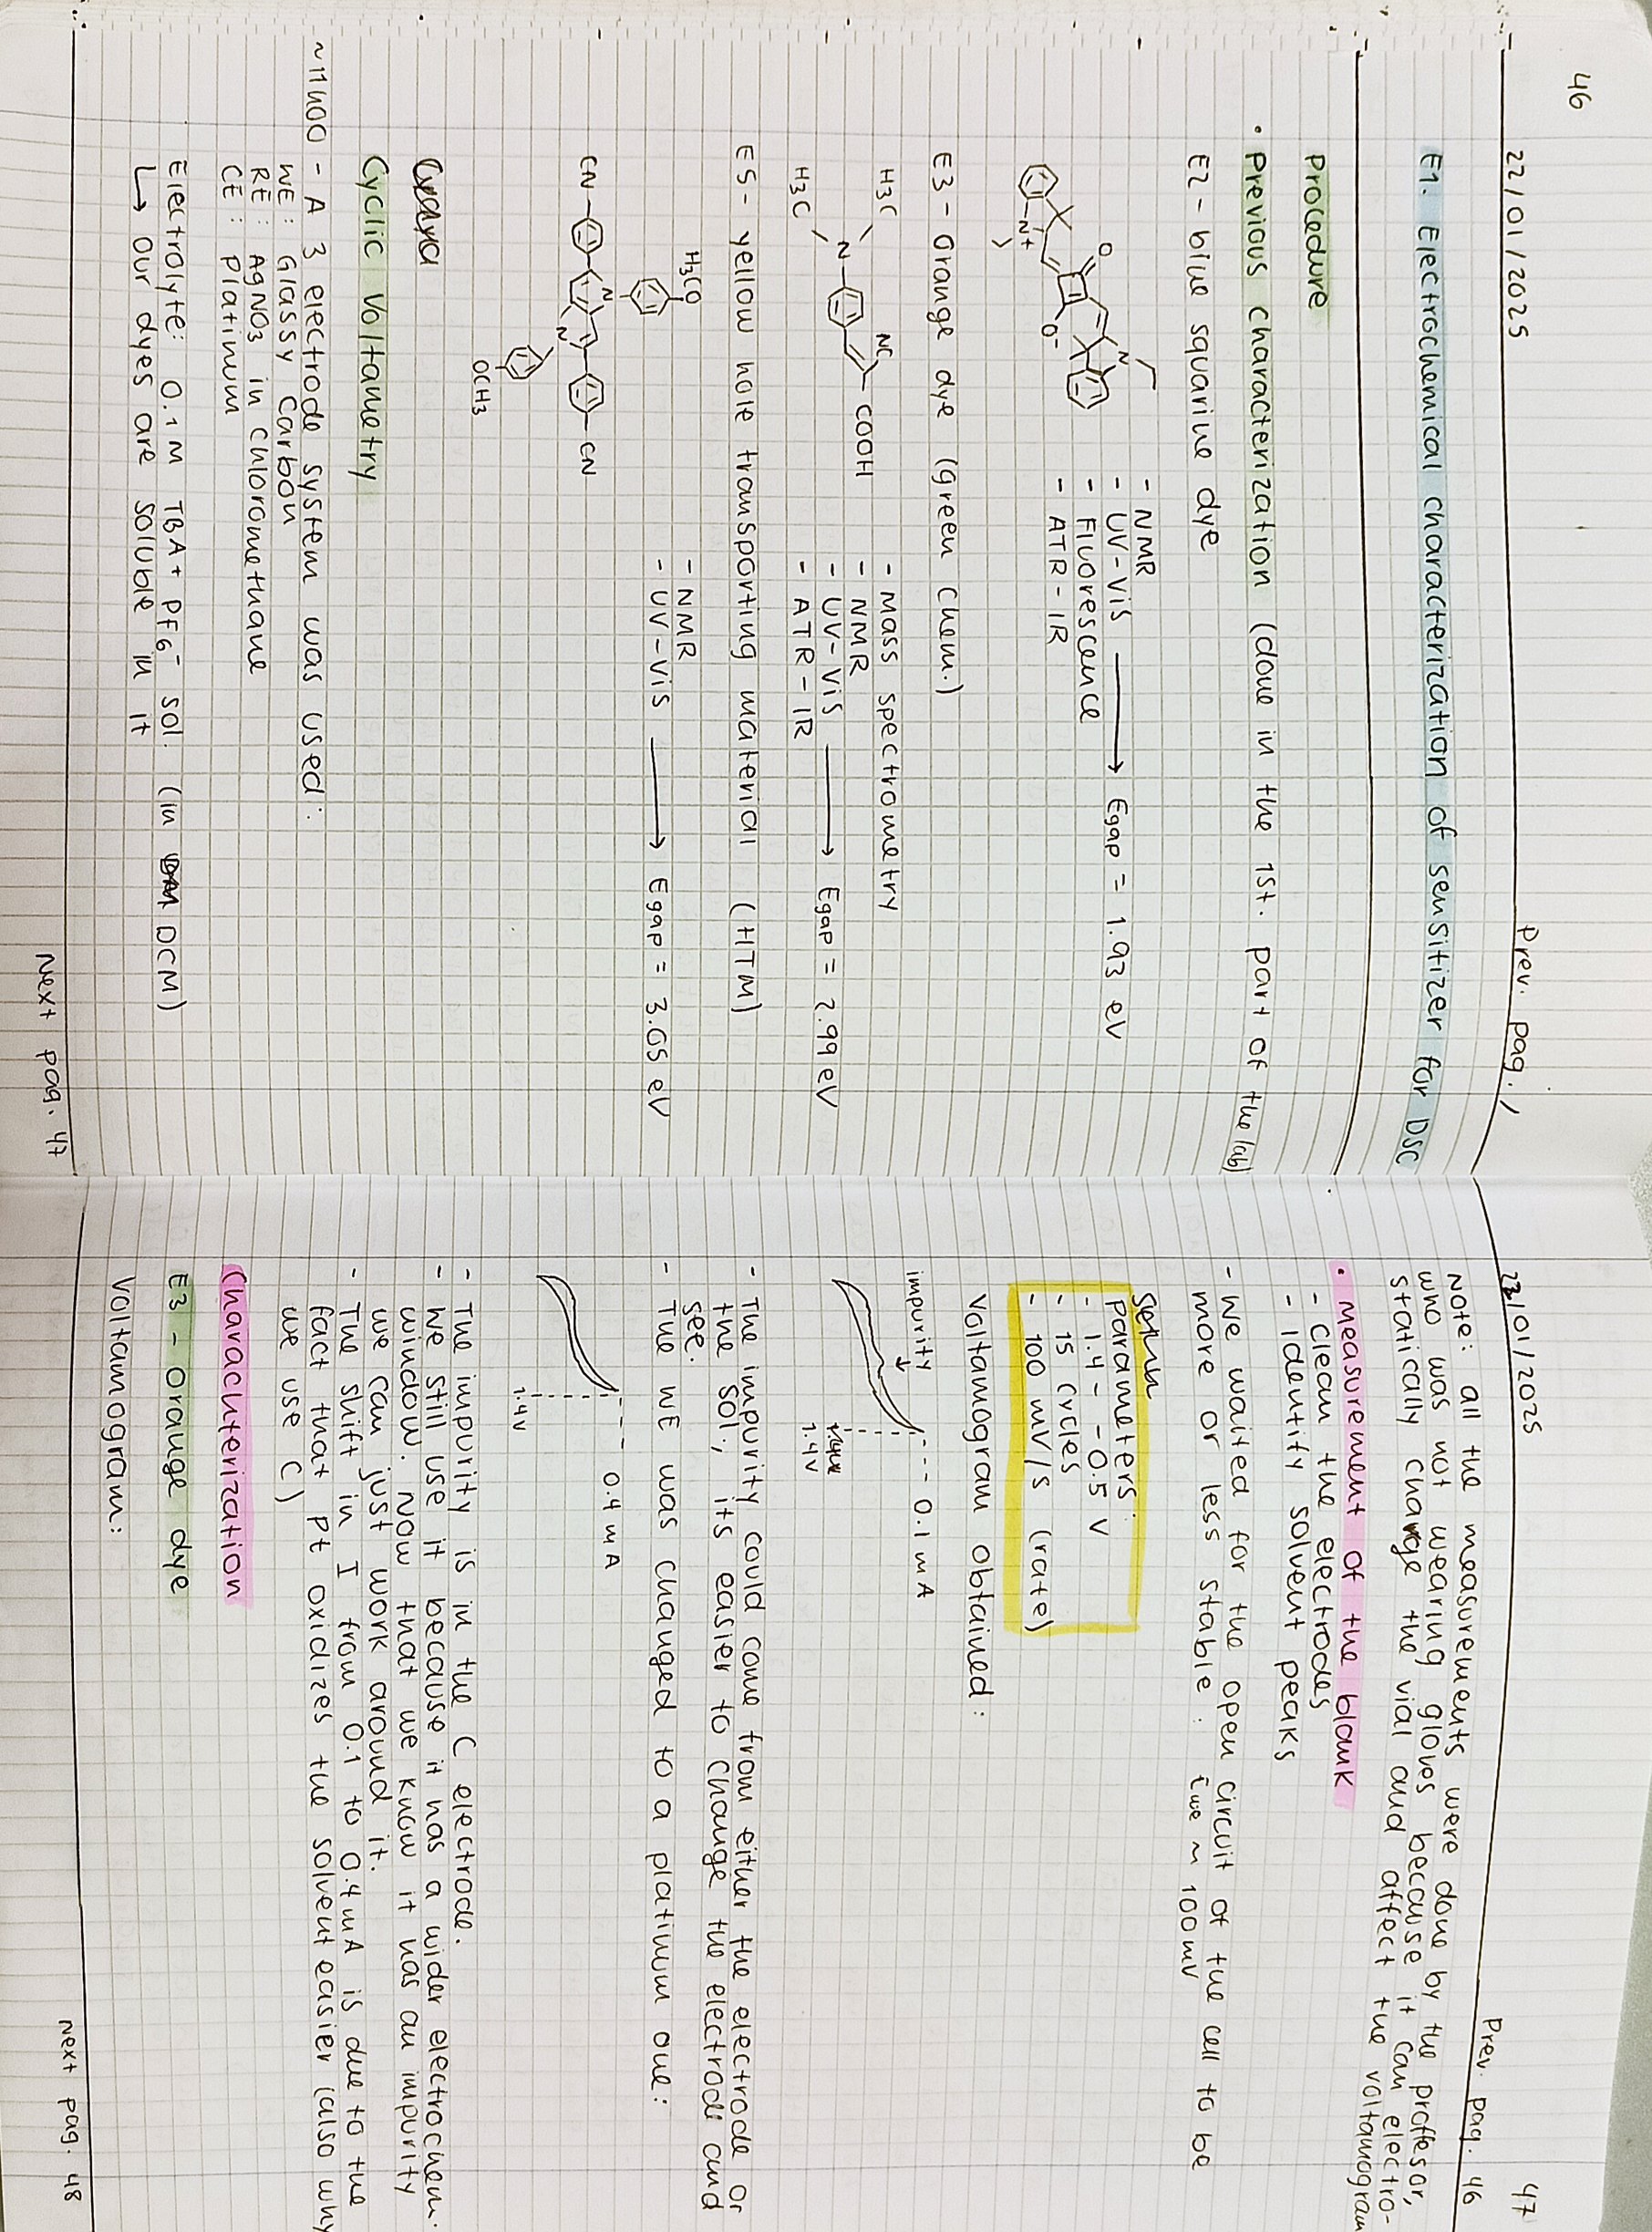 46
22/01/2025
Prev. pag. /
E1. Electrochemical characterization of sensitizer for DSC
Procedure
• Previous characterization (done in the 1st. part of the lab)
E2 - blue squarine dye
- NMR
- UV-Vis ⟶ Egap = 1.93 eV
- Fluorescence
- ATR-IR
O
N
N+
O-
E3 - Orange dye (green chem.)
- Mass spectrometry
- NMR
- UV-Vis ⟶ Egap = 2.99 eV
- ATR-IR
H3C
NC
N
COOH
H3C
E5 - yellow hole transporting material (HTM)
- NMR
- UV-Vis ⟶ Egap = 3.05 eV
H3CO
N
CN
CN
N
OCH3
Cyclic Voltametry
~11h00 - A 3 electrode system was used:
WE: Glassy Carbon
RE: AgNO3 in chloromethane
CE: Platinum
Electrolyte: 0.1 M TBA+ PF6- sol. (in DCM)
↳ Our dyes are soluble in it
Next pag. 47
47
22/01/2025
Prev. pag. 46
Note: all the measurements were done by the proffesor,
who was not wearing gloves because it can electro-
statically charge the vial and affect the voltamogram
• Measurement of the blank
- Clean the electrodes
- Identify solvent peaks
- We waited for the open circuit of the cell to be
more or less stable: ~ 100 mV
Parameters:
- 1.4 - -0.5 V
- 15 cycles
- 100 mV/s (rate)
Voltamogram obtained:
impurity
0.1 mA
1.4V
- The impurity could come from either the electrode or
the sol., its easier to change the electrode and
see.
- The WE was changed to a platinum one:
0.4 mA
1.4V
- The impurity is in the C electrode.
- We still use it because it has a wider electrochem.
window. Now that we know it has an impurity
we can just work around it.
- The shift in I from 0.1 to 0.4 mA is due to the
fact that Pt oxidizes the solvent easier (also why
we use C)
Charachterization
E3 - Orange dye
Voltamogram:
Next pag. 48